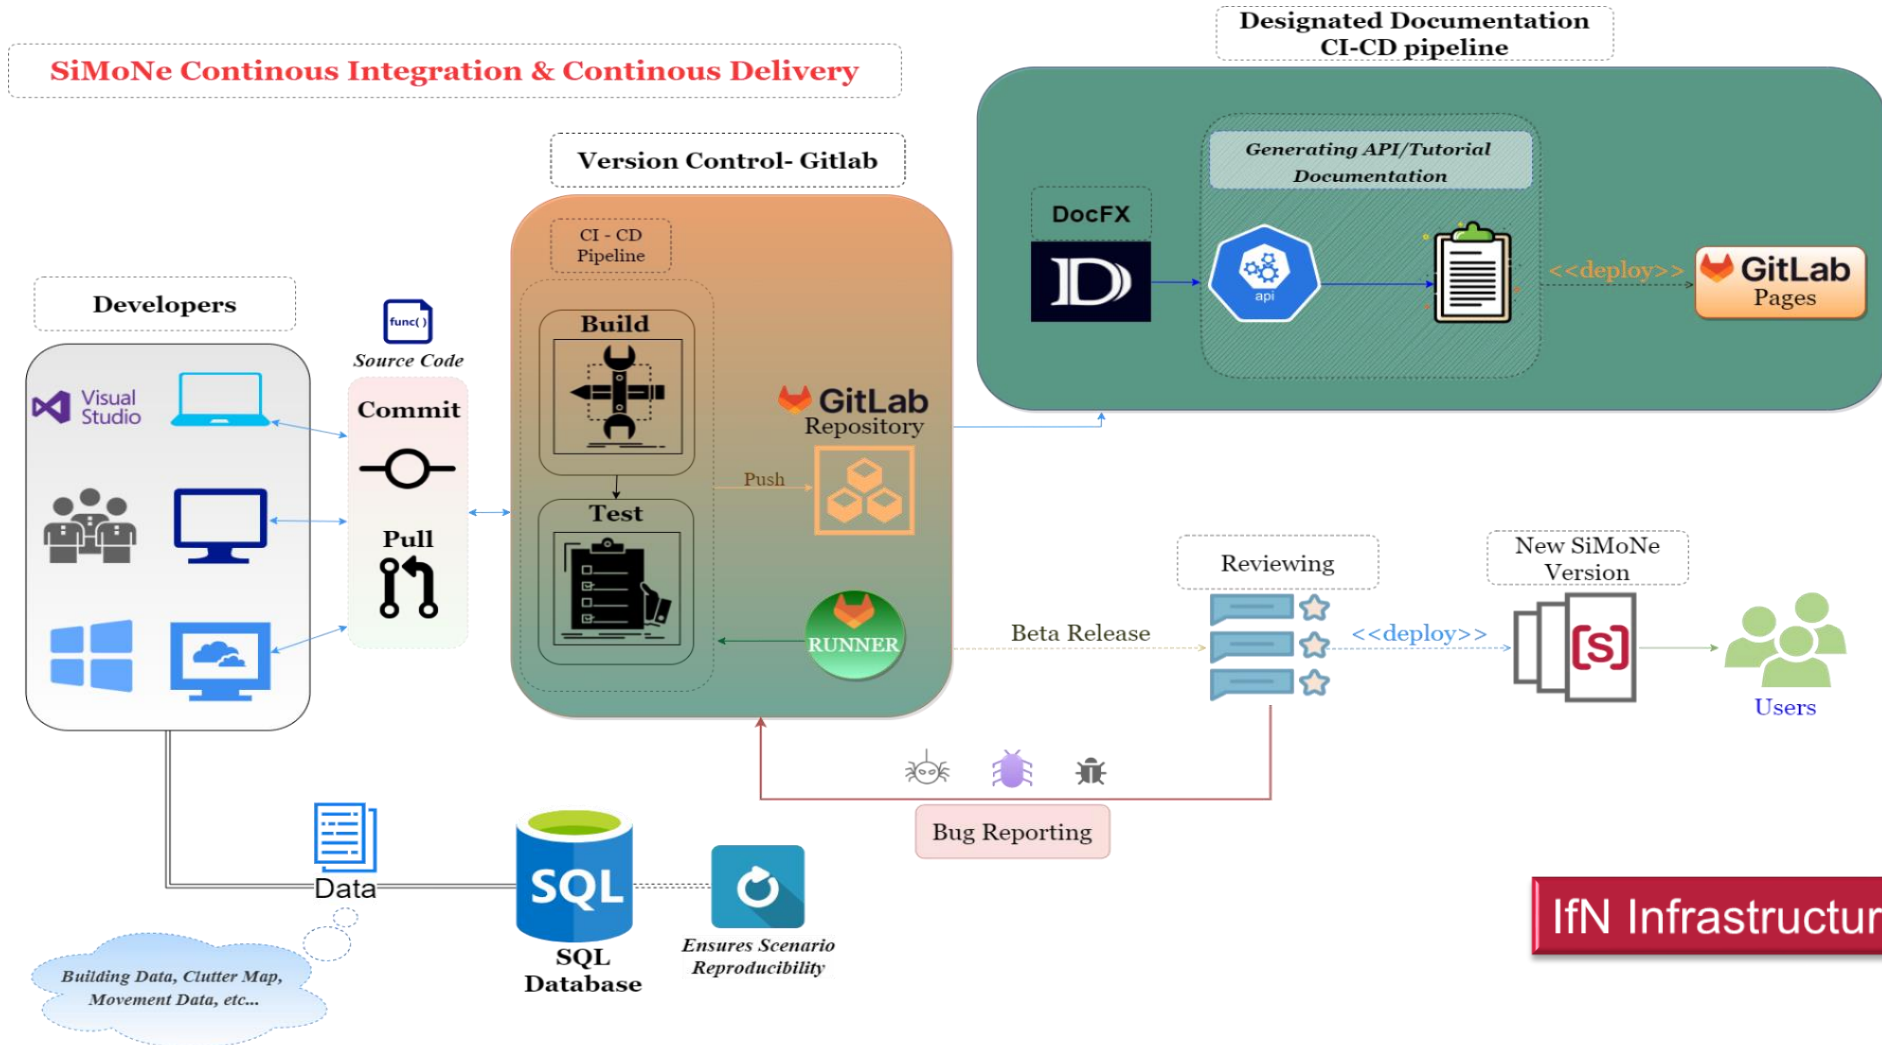 SiMoNe Continous Integration & Continous Delivery
Designated Documentation
CI-CD pipeline
Version Control- Gitlab
CI - CD
Pipeline
Build
Test
Push
GitLab
Repository
RUNNER
Developers
Visual
Studio
func( )
Source Code
Commit
Pull
DocFX
Generating API/Tutorial
Documentation
api
<<deploy>>
GitLab
Pages
Beta Release
Reviewing
<<deploy>>
New SiMoNe
Version
[S]
Users
Bug Reporting
Data
Building Data, Clutter Map,
Movement Data, etc...
SQL
SQL
Database
Ensures Scenario
Reproducibility
IfN Infrastructur